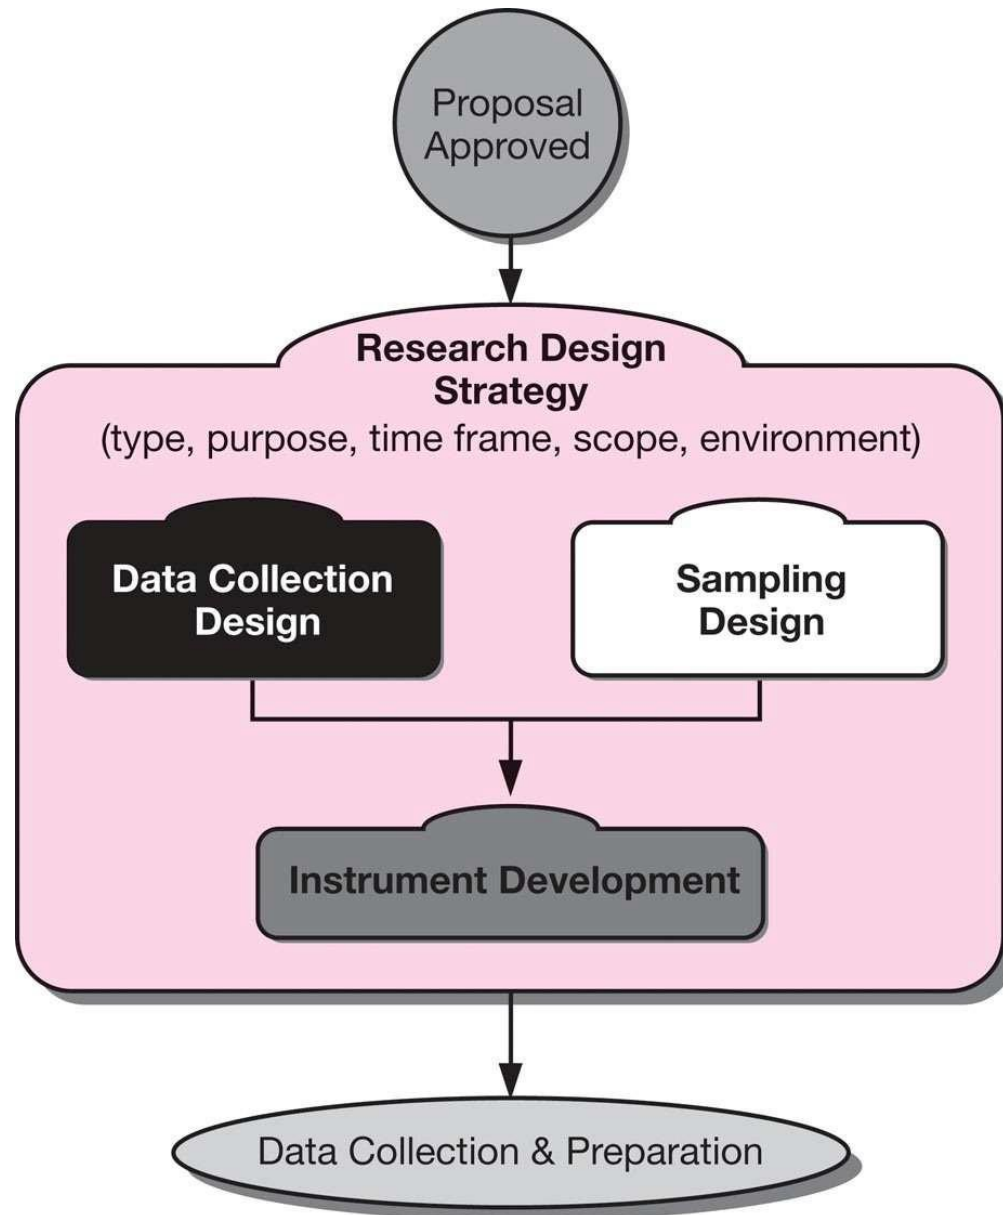 Proposal
Approved
Research Design
Strategy
(type, purpose, time frame, scope, environment)
Data Collection
Design
Sampling
Design
Instrument Development
Data Collection & Preparation